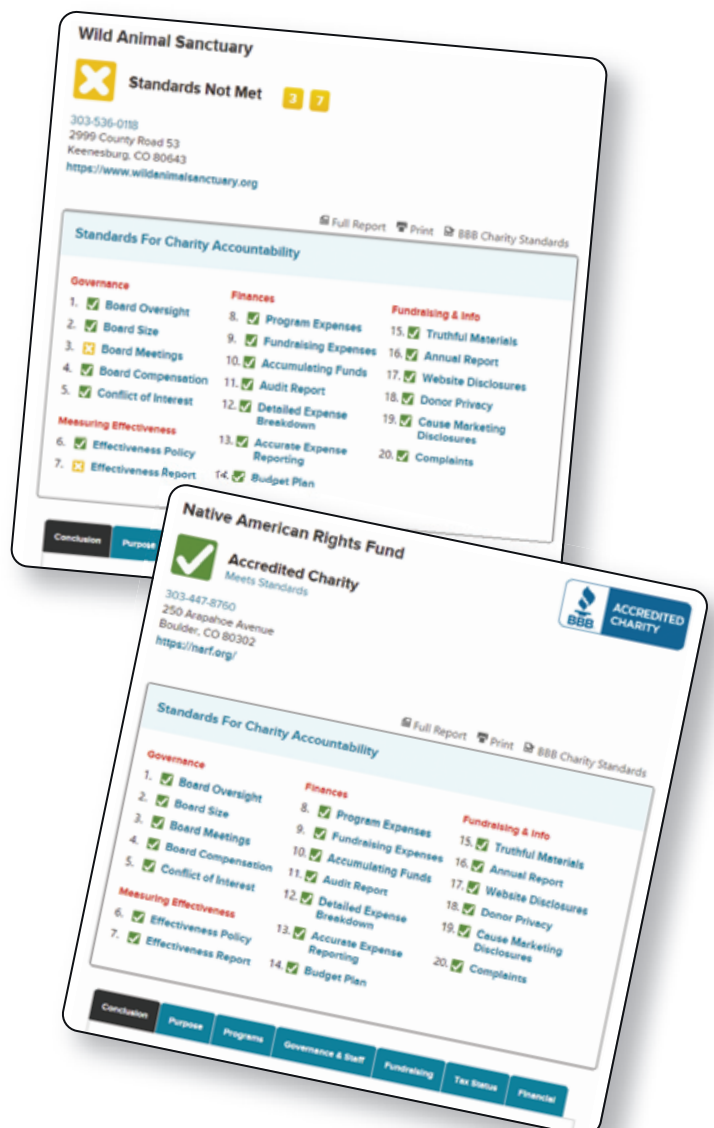 Wild Animal Sanctuary
Standards Not Met 3 7
303-536-0118
2999 County Road 53
Keenesburg, CO 80643
https://www.wildanimalsanctuary.org
Full Report Print BBB Charity Standards
Standards For Charity Accountability
Governance
1. Board Oversight
2. Board Size
3. Board Meetings
4. Board Compensation
5. Conflict of Interest
Measuring Effectiveness
6. Effectiveness Policy
7. Effectiveness Report
Finances
8. Program Expenses
9. Fundraising Expenses
10. Accumulating Funds
11. Audit Report
12. Detailed Expense
Breakdown
13. Accurate Expense
Reporting
14. Budget Plan
Fundraising & Info
15. Truthful Materials
16. Annual Report
17. Website Disclosures
18. Donor Privacy
19. Cause Marketing
Disclosures
20. Complaints
Conclusion Purpose
Native American Rights Fund
Accredited Charity
Meets Standards
BBB
ACCREDITED
CHARITY
303-447-8760
250 Arapahoe Avenue
Boulder, CO 80302
https://narf.org/
Full Report Print BBB Charity Standards
Standards For Charity Accountability
Governance
1. Board Oversight
2. Board Size
3. Board Meetings
4. Board Compensation
5. Conflict of Interest
Measuring Effectiveness
6. Effectiveness Policy
7. Effectiveness Report
Finances
8. Program Expenses
9. Fundraising Expenses
10. Accumulating Funds
11. Audit Report
12. Detailed Expense
Breakdown
13. Accurate Expense
Reporting
14. Budget Plan
Fundraising & Info
15. Truthful Materials
16. Annual Report
17. Website Disclosures
18. Donor Privacy
19. Cause Marketing
Disclosures
20. Complaints
Conclusion Purpose Programs Governance & Staff Fundraising Tax Status Financial